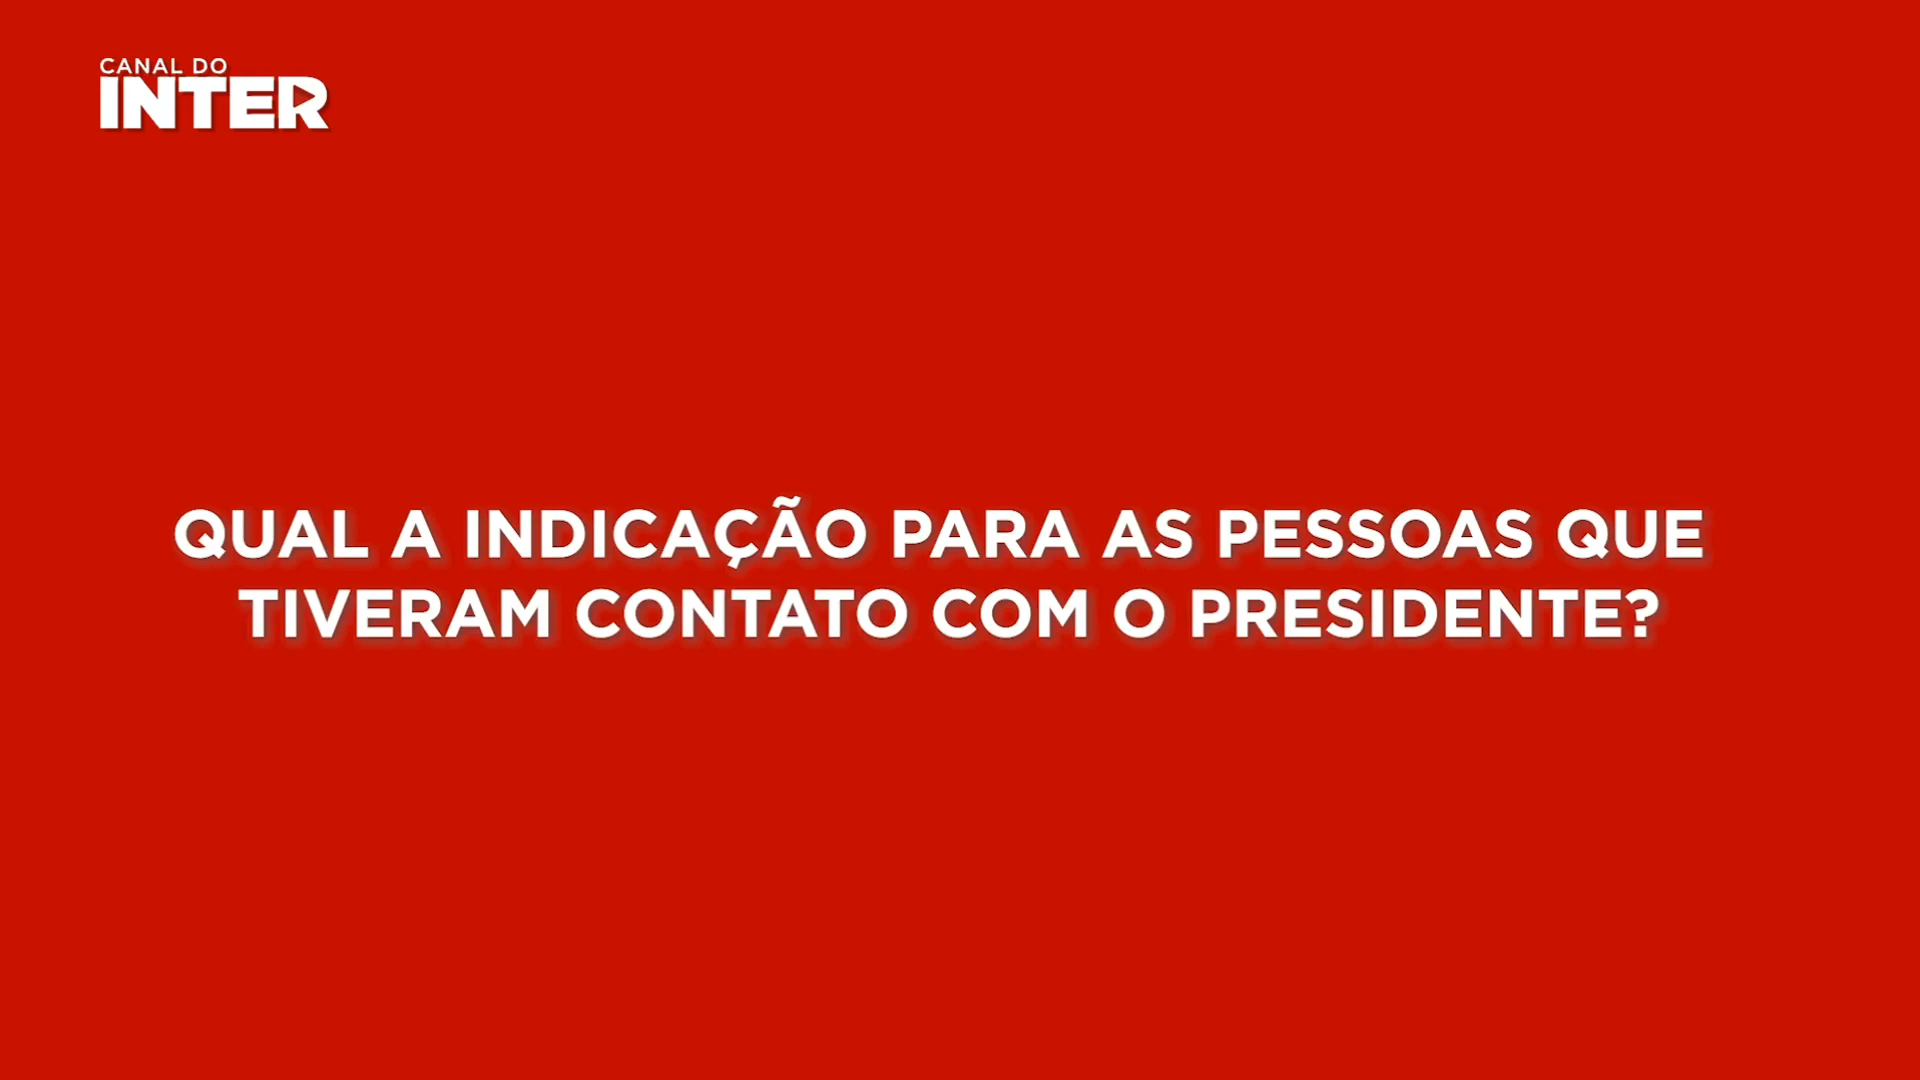 CANAL DO
INTER
QUAL A INDICAÇÃO PARA AS PESSOAS QUE
TIVERAM CONTATO COM O PRESIDENTE?